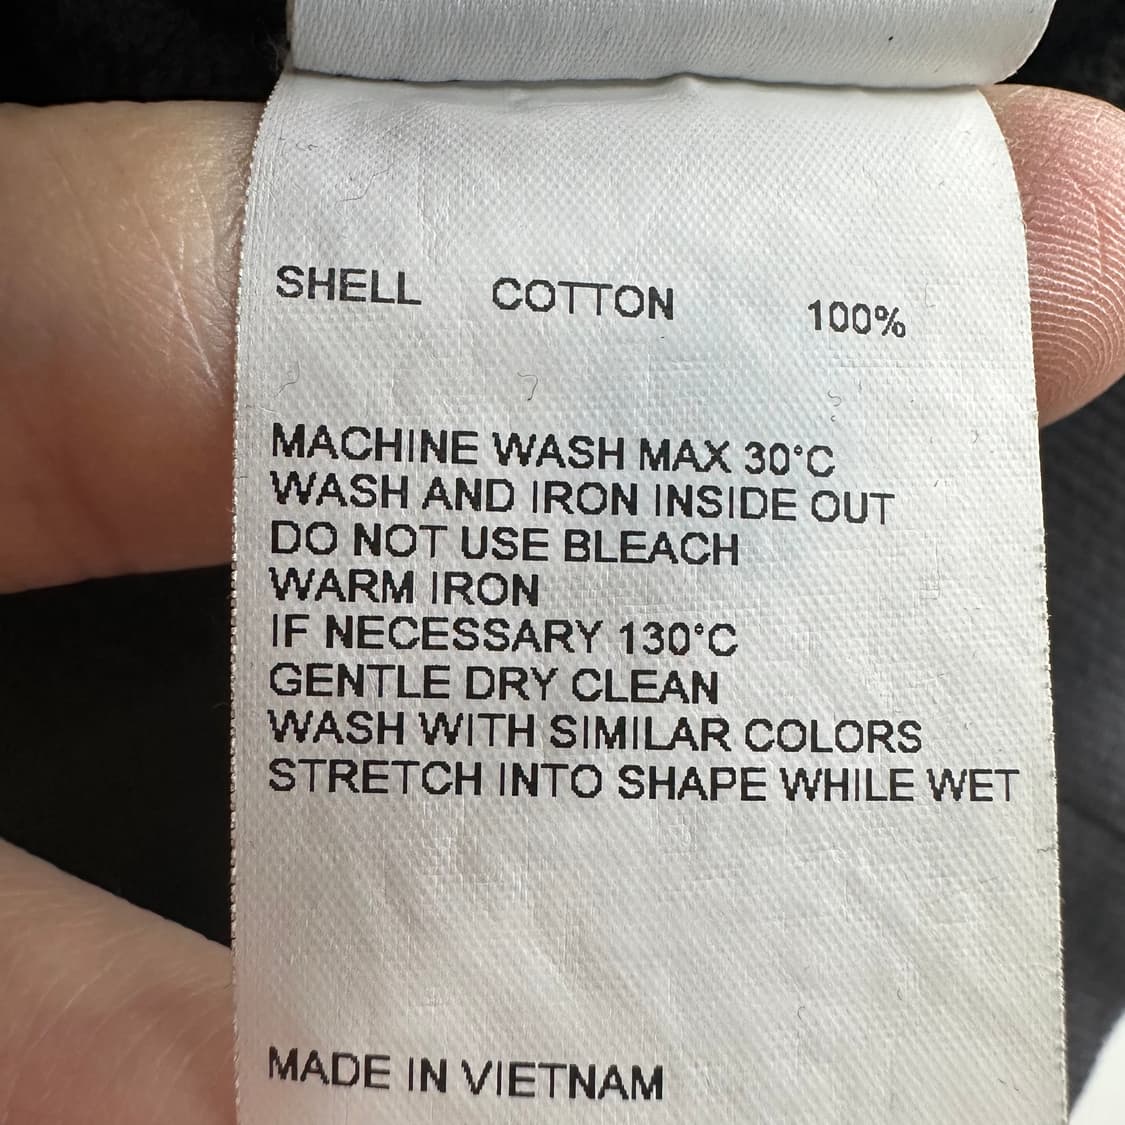 SHELL COTTON 100%
MACHINE WASH MAX 30°C
WASH AND IRON INSIDE OUT
DO NOT USE BLEACH
WARM IRON
IF NECESSARY 130°C
GENTLE DRY CLEAN
WASH WITH SIMILAR COLORS
STRETCH INTO SHAPE WHILE WET
MADE IN VIETNAM